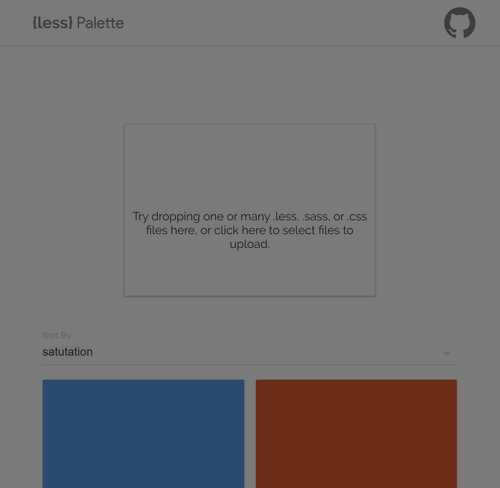 {less} Palette
Try dropping one or many .less, .sass, or .css
files here, or click here to select files to
upload.
Sort By
satutation